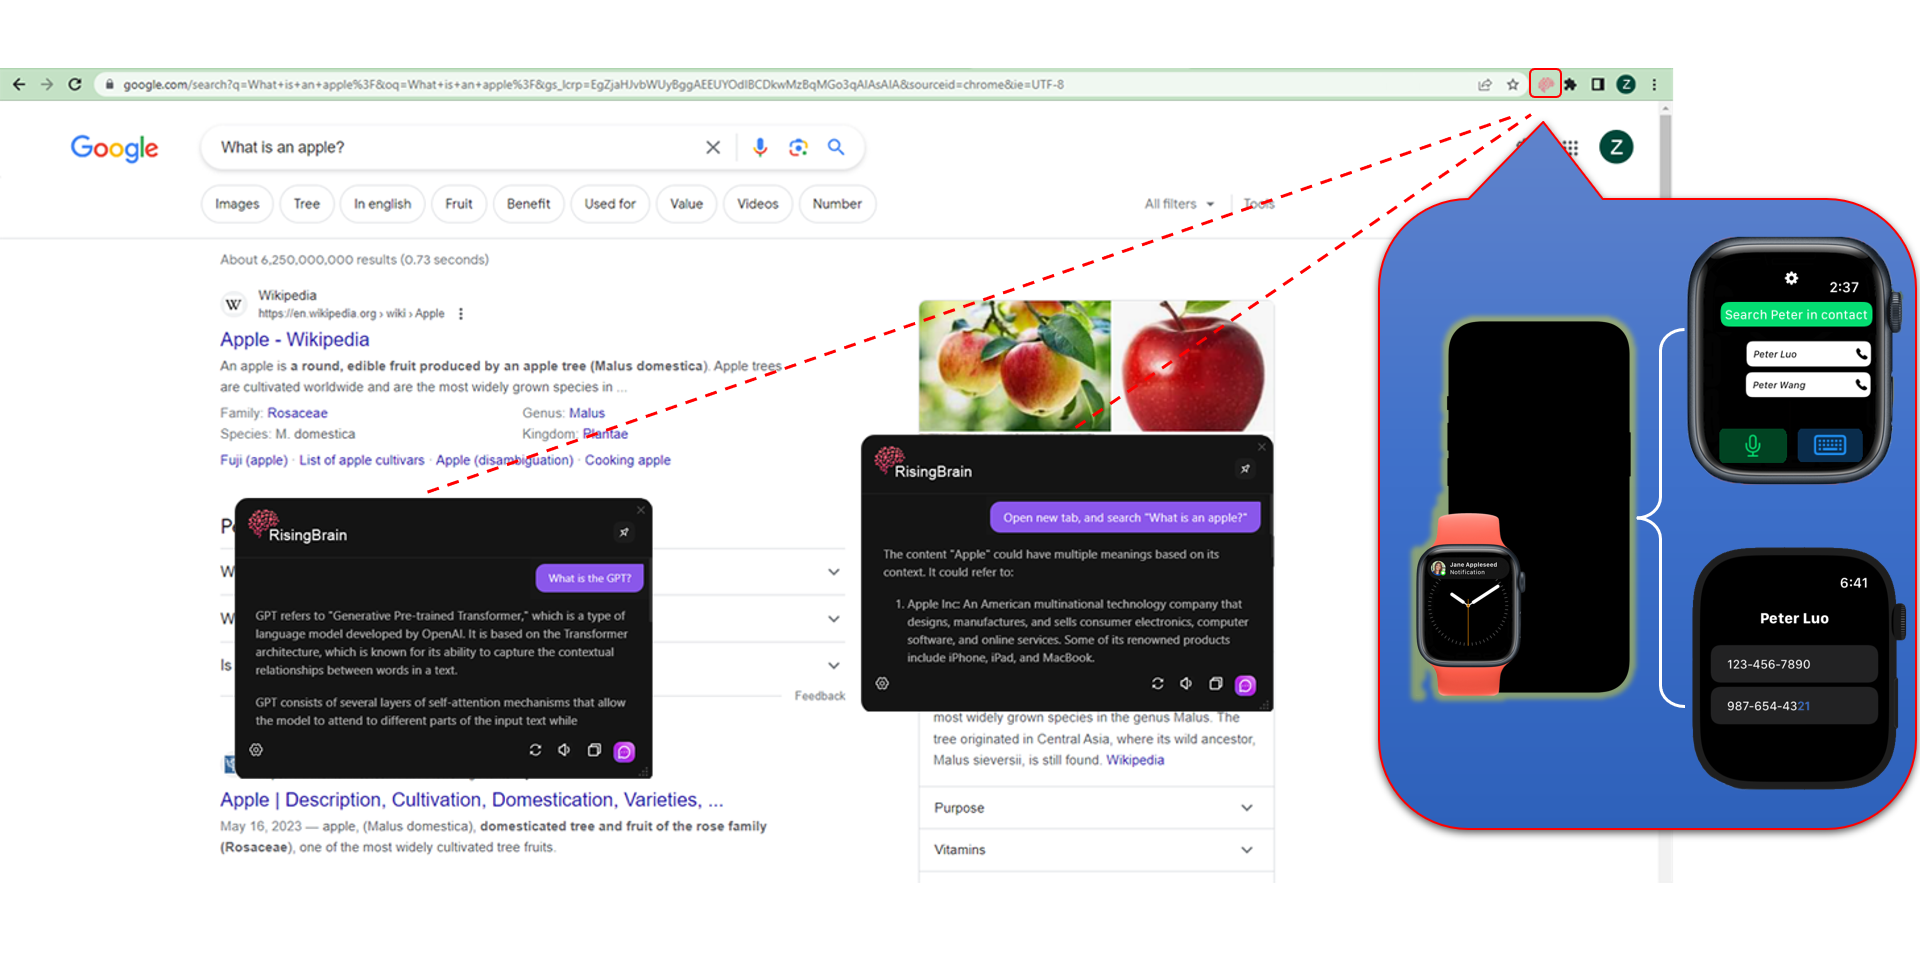 google.com/search?q=What+is+an+apple%3F&oq=What+is+an+apple%3F&gs_lcrp=EgZjaHJvbWUyBggAEEUYOdIBCDkwMzBqMGo3qAIAsAIA&sourceid=chrome&ie=UTF-8
Z
Google
What is an apple?
Z
Images
Tree
In english
Fruit
Benefit
Used for
Value
Videos
Number
All filters
Tools
About 6,250,000,000 results (0.73 seconds)
W
Wikipedia
https://en.wikipedia.org › wiki › Apple
Apple - Wikipedia
An apple is a round, edible fruit produced by an apple tree (Malus domestica). Apple trees
are cultivated worldwide and are the most widely grown species in ...
Family: Rosaceae
Genus: Malus
Species: M. domestica
Kingdom: Plantae
Fuji (apple) · List of apple cultivars · Apple (disambiguation) · Cooking apple
W
W
Is
Feedback
RisingBrain
What is the GPT?
GPT refers to "Generative Pre-trained Transformer," which is a type of
language model developed by OpenAI. It is based on the Transformer
architecture, which is known for its ability to capture the contextual
relationships between words in a text.
GPT consists of several layers of self-attention mechanisms that allow
the model to attend to different parts of the input text while
Apple | Description, Cultivation, Domestication, Varieties, ...
May 16, 2023 — apple, (Malus domestica), domesticated tree and fruit of the rose family
(Rosaceae), one of the most widely cultivated tree fruits.
RisingBrain
Open new tab, and search "What is an apple?"
The content "Apple" could have multiple meanings based on its
context. It could refer to:
1. Apple Inc: An American multinational technology company that
designs, manufactures, and sells consumer electronics, computer
software, and online services. Some of its renowned products
include iPhone, iPad, and MacBook.
most widely grown species in the genus Malus. The
tree originated in Central Asia, where its wild ancestor,
Malus sieversii, is still found. Wikipedia
Purpose
Vitamins
Jane Appleseed
Notification
2:37
Search Peter in contact
Peter Luo
Peter Wang
6:41
Peter Luo
123-456-7890
987-654-4321